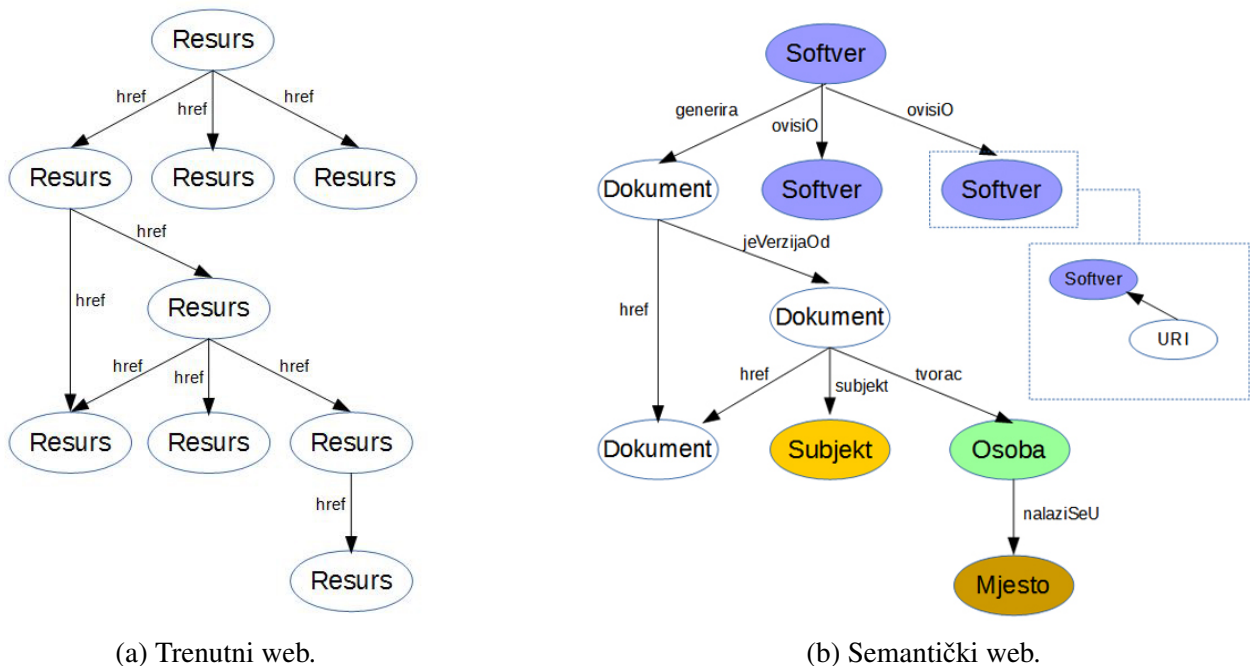 Resurs
href
href
href
Resurs
Resurs
Resurs
href
href
Resurs
href
href
href
Resurs
Resurs
Resurs
href
Resurs
(a) Trenutni web.
Softver
generira
ovisiO
ovisiO
Dokument
Softver
Softver
jeVerzijaOd
href
Softver
URI
Dokument
href
subjekt
tvorac
Dokument
Subjekt
Osoba
nalaziSeU
Mjesto
(b) Semantički web.